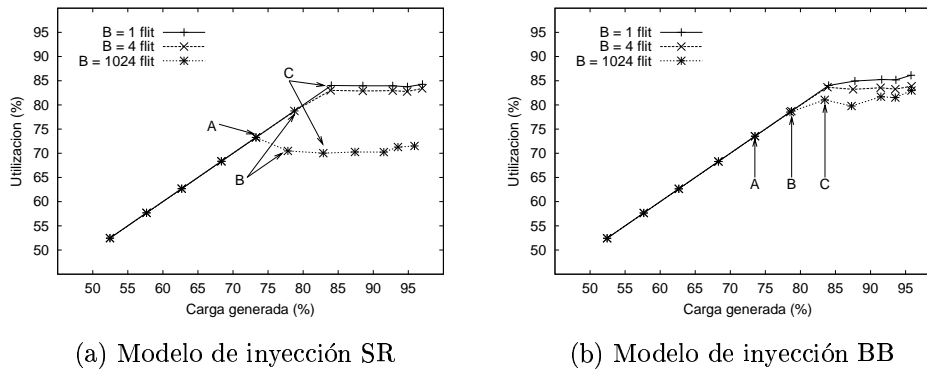 B = 1 flit
B = 4 flit
B = 1024 flit
95
90
85
80
75
70
65
60
55
50
Utilizacion (%)
A
B
C
50 55 60 65 70 75 80 85 90 95
Carga generada (%)
(a) Modelo de inyección SR
B = 1 flit
B = 4 flit
B = 1024 flit
95
90
85
80
75
70
65
60
55
50
Utilizacion (%)
A
B
C
50 55 60 65 70 75 80 85 90 95
Carga generada (%)
(b) Modelo de inyección BB